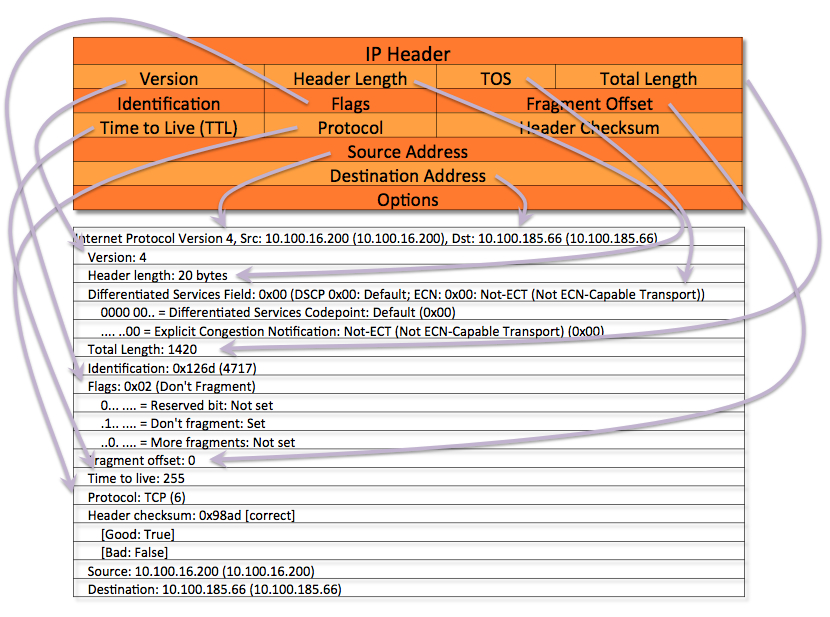 IP Header
Version Header Length TOS Total Length
Identification Flags Fragment Offset
Time to Live (TTL) Protocol Header Checksum
Source Address
Destination Address
Options
Internet Protocol Version 4, Src: 10.100.16.200 (10.100.16.200), Dst: 10.100.185.66 (10.100.185.66)
Version: 4
Header length: 20 bytes
Differentiated Services Field: 0x00 (DSCP 0x00: Default; ECN: 0x00: Not-ECT (Not ECN-Capable Transport))
0000 00.. = Differentiated Services Codepoint: Default (0x00)
.... ..00 = Explicit Congestion Notification: Not-ECT (Not ECN-Capable Transport) (0x00)
Total Length: 1420
Identification: 0x126d (4717)
Flags: 0x02 (Don't Fragment)
0... .... = Reserved bit: Not set
.1.. .... = Don't fragment: Set
..0. .... = More fragments: Not set
Fragment offset: 0
Time to live: 255
Protocol: TCP (6)
Header checksum: 0x98ad [correct]
[Good: True]
[Bad: False]
Source: 10.100.16.200 (10.100.16.200)
Destination: 10.100.185.66 (10.100.185.66)